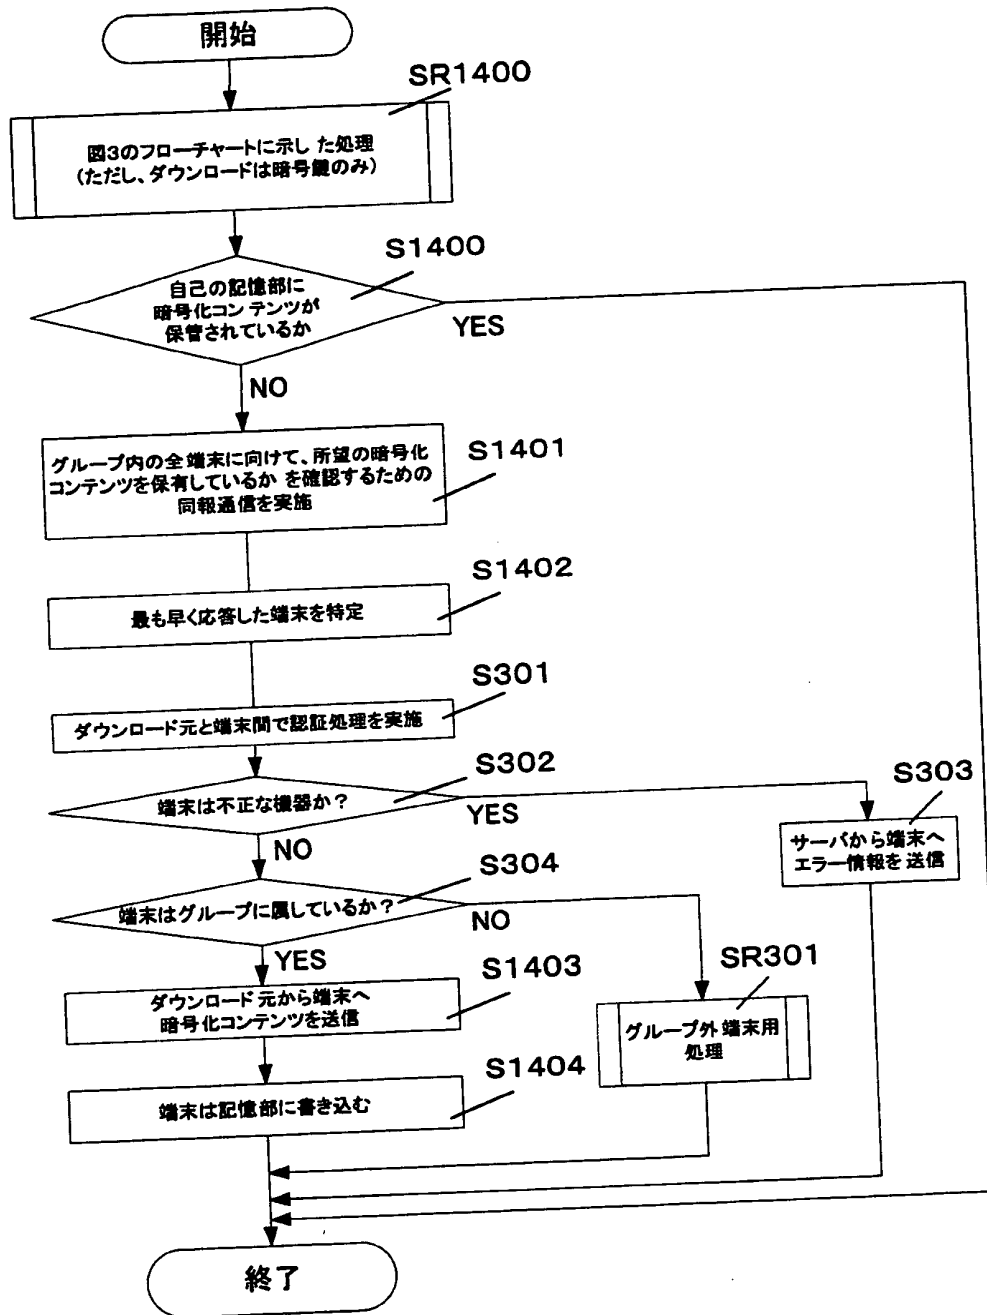 開始
SR1400
図3のフローチャートに示した処理
(ただし、ダウンロードは暗号鍵のみ)
S1400
自己の記憶部に
暗号化コンテンツが
保管されているか
YES
NO
S1401
グループ内の全端末に向けて、所望の暗号化
コンテンツを保有しているかを確認するための
同報通信を実施
S1402
最も早く応答した端末を特定
S301
ダウンロード元と端末間で認証処理を実施
S302
端末は不正な機器か?
YES
S303
サーバから端末へ
エラー情報を送信
NO
S304
端末はグループに属しているか?
NO
YES
SR301
グループ外端末用
処理
S1403
ダウンロード元から端末へ
暗号化コンテンツを送信
S1404
端末は記憶部に書き込む
終了